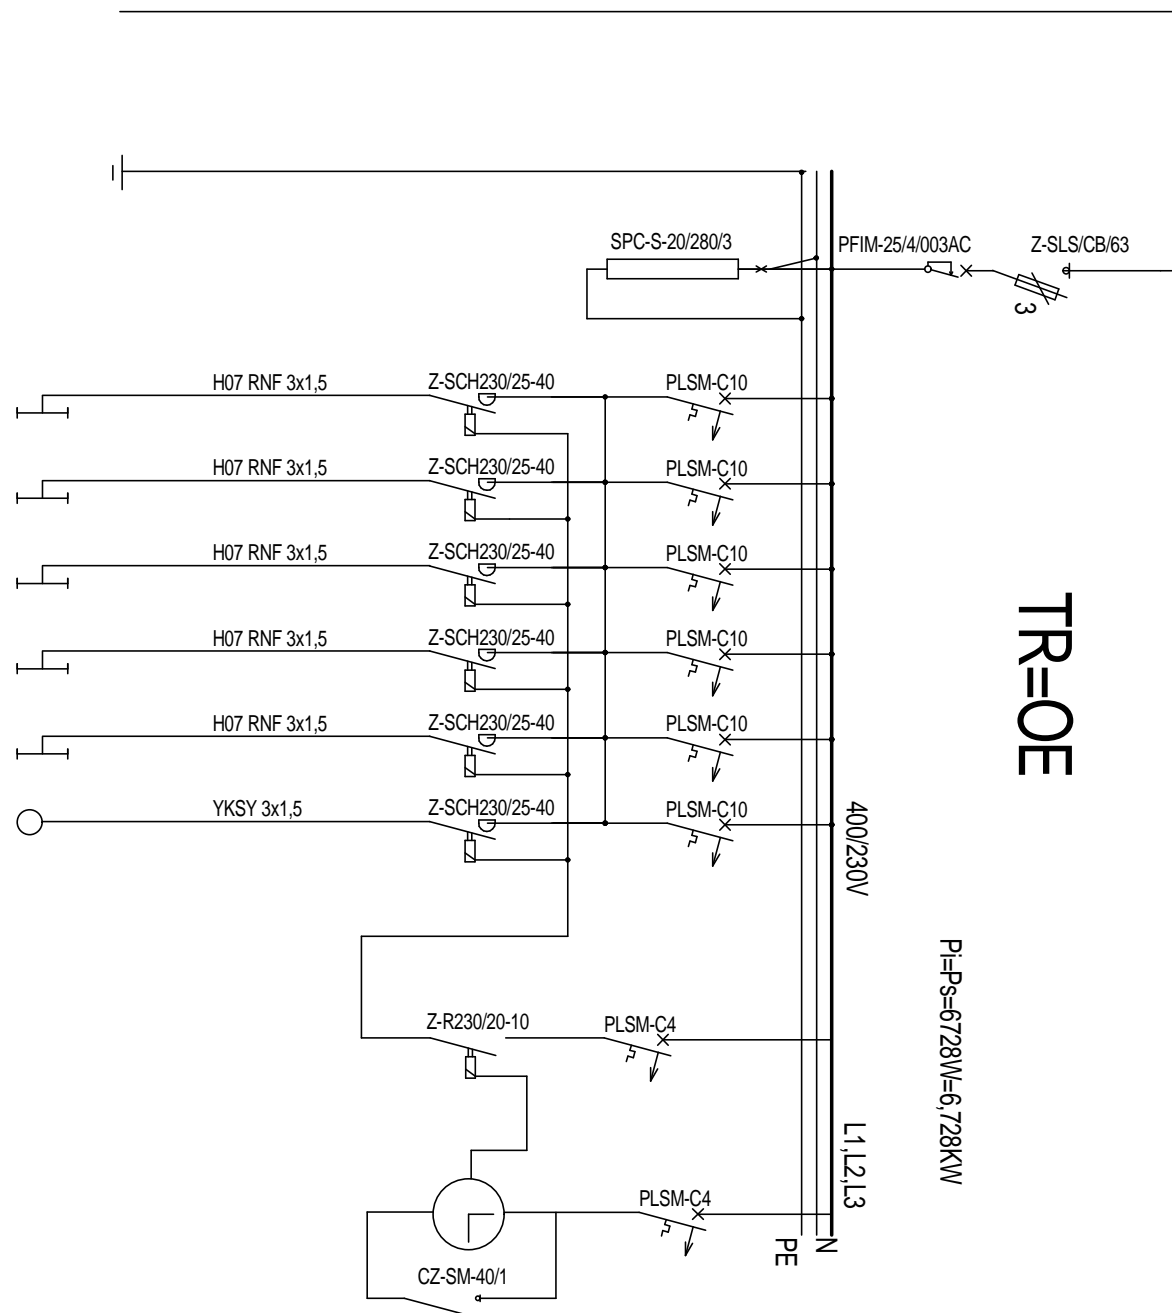 SPC-S-20/280/3
PFIM-25/4/003AC
Z-SLS/CB/63
3
H07 RNF 3x1,5
Z-SCH230/25-40
PLSM-C10
H07 RNF 3x1,5
Z-SCH230/25-40
PLSM-C10
H07 RNF 3x1,5
Z-SCH230/25-40
PLSM-C10
H07 RNF 3x1,5
Z-SCH230/25-40
PLSM-C10
H07 RNF 3x1,5
Z-SCH230/25-40
PLSM-C10
YKSY 3x1,5
Z-SCH230/25-40
PLSM-C10
TR=OE
400/230V
Pi=Ps=6728W=6,728KW
Z-R230/20-10
PLSM-C4
L1,L2,L3
PLSM-C4
N
PE
CZ-SM-40/1